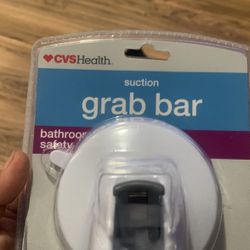 CVSHealth.
suction
grab bar
bathroom
safety